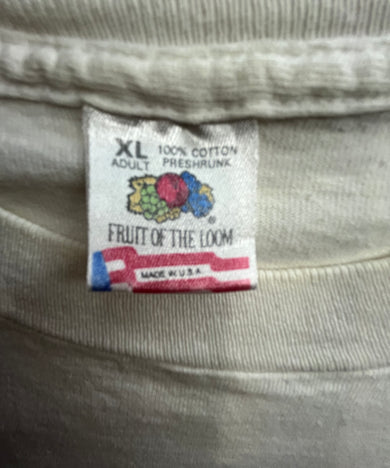 XL 100% COTTON
ADULT PRESHRUNK
®
FRUIT OF THE LOOM
MADE IN U.S.A.